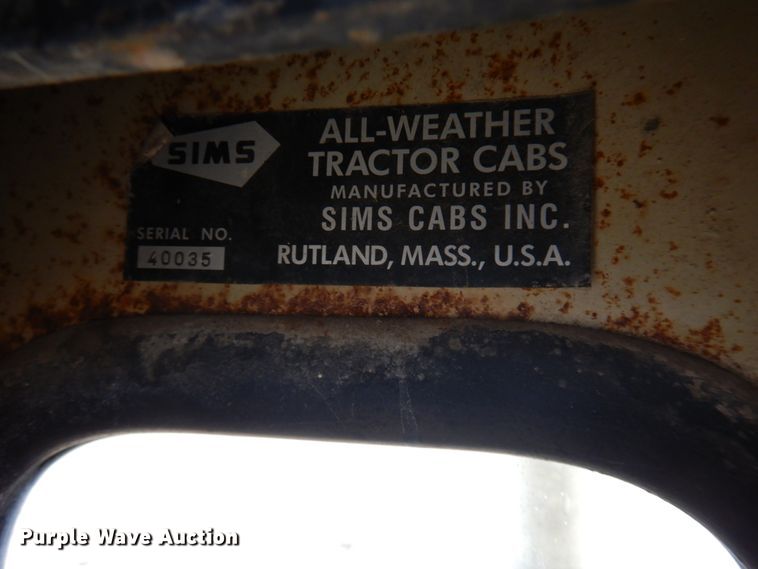 SIMS
ALL-WEATHER
TRACTOR CABS
MANUFACTURED BY
SIMS CABS INC.
RUTLAND, MASS., U.S.A.
SERIAL NO.
40035
Purple Wave Auction